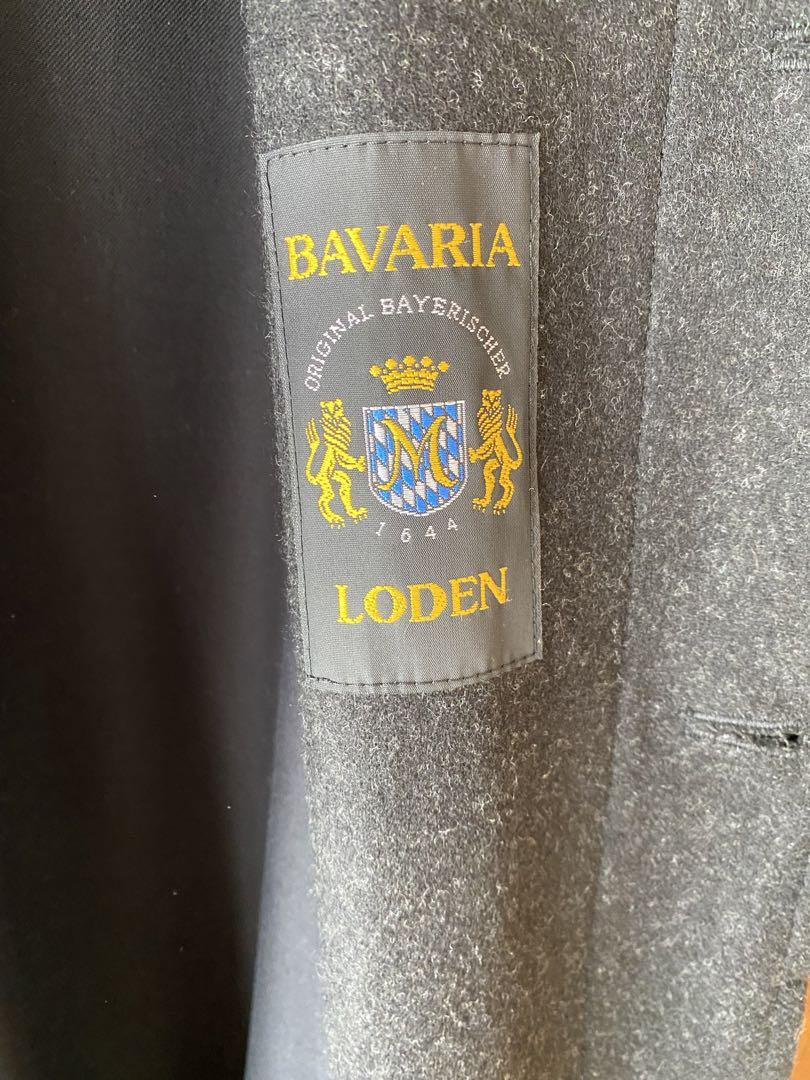 BAVARIA
ORIGINAL BAYERISCHER
M
1644
LODEN